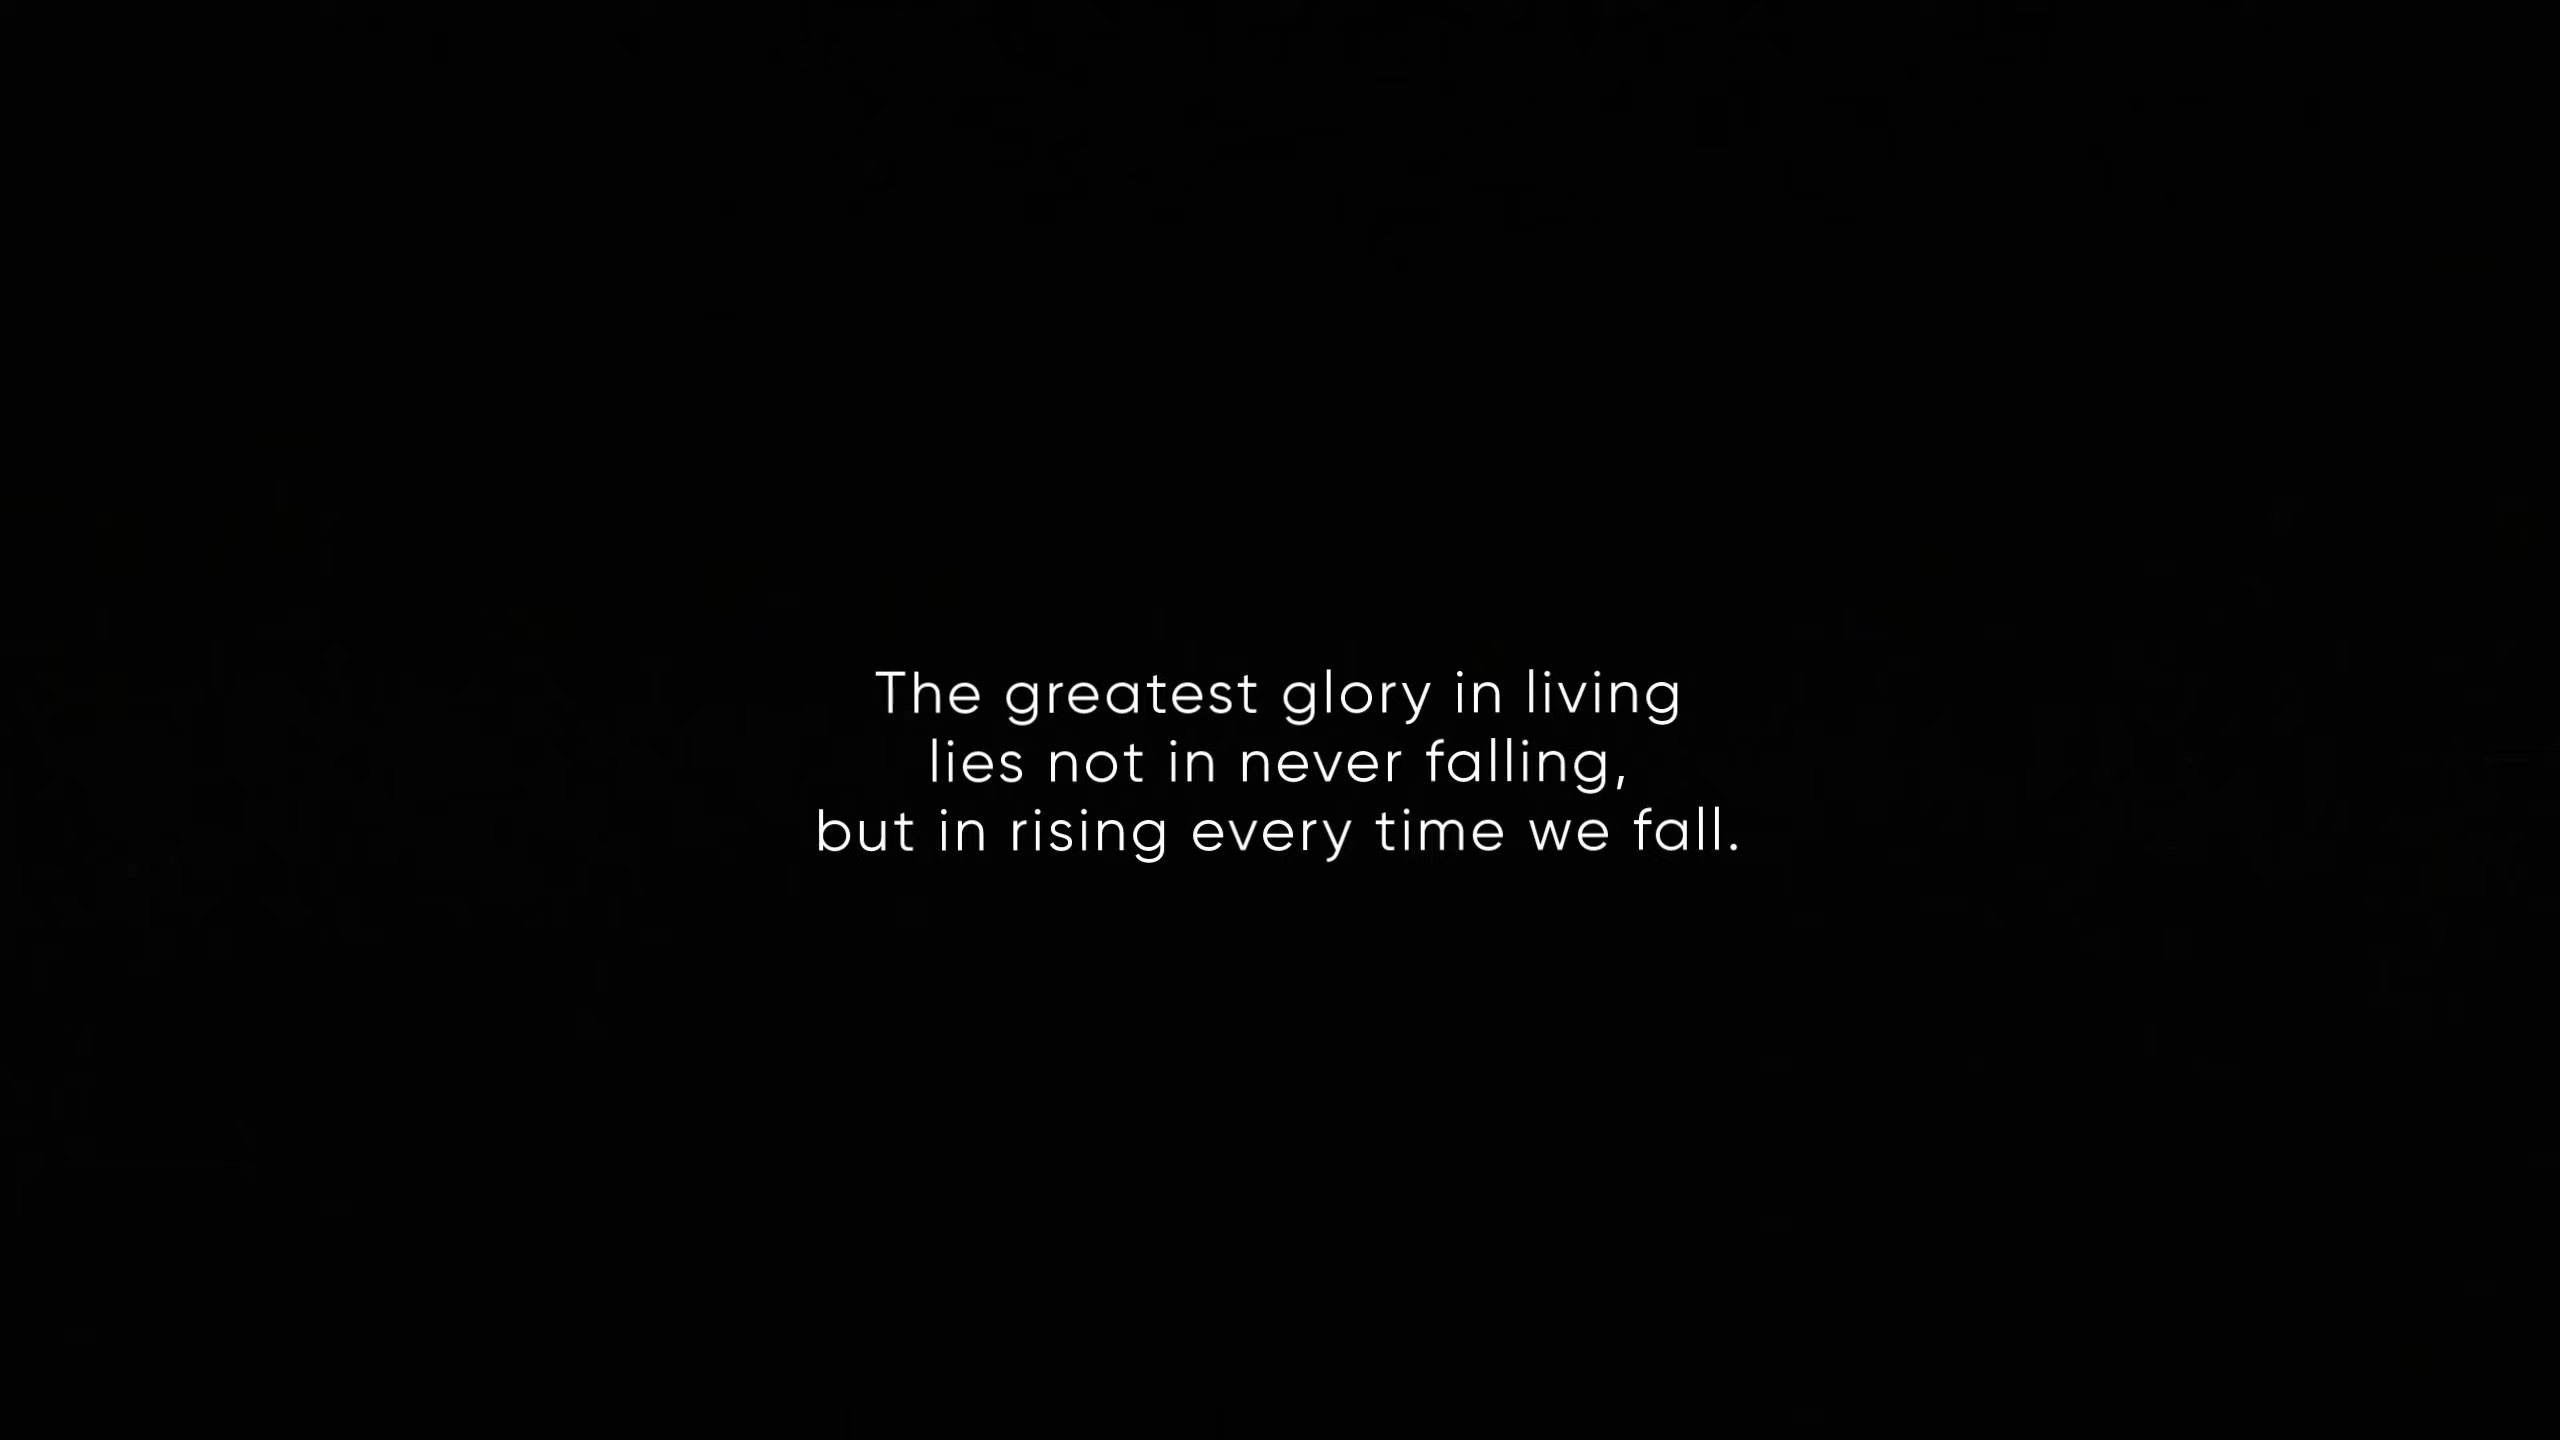 The greatest glory in living
lies not in never falling,
but in rising every time we fall.